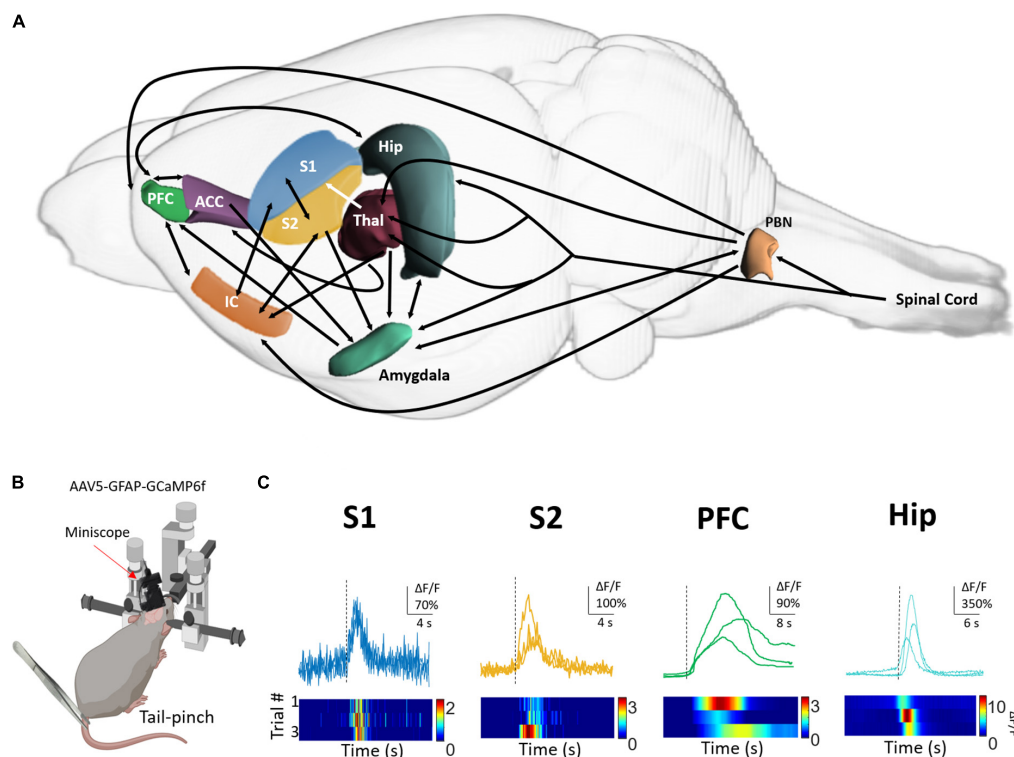 A
Hip
S1
PFC
ACC
S2
Thal
PBN
IC
Spinal Cord
Amygdala
B
AAV5-GFAP-GCaMP6f
Miniscope
Tail-pinch
C
S1
S2
PFC
Hip
ΔF/F
70%
4 s
ΔF/F
100%
4 s
ΔF/F
90%
8 s
ΔF/F
350%
6 s
Trial #
1
3
2
0
Time (s)
3
0
Time (s)
3
0
Time (s)
10
0
ΔF/F
Time (s)